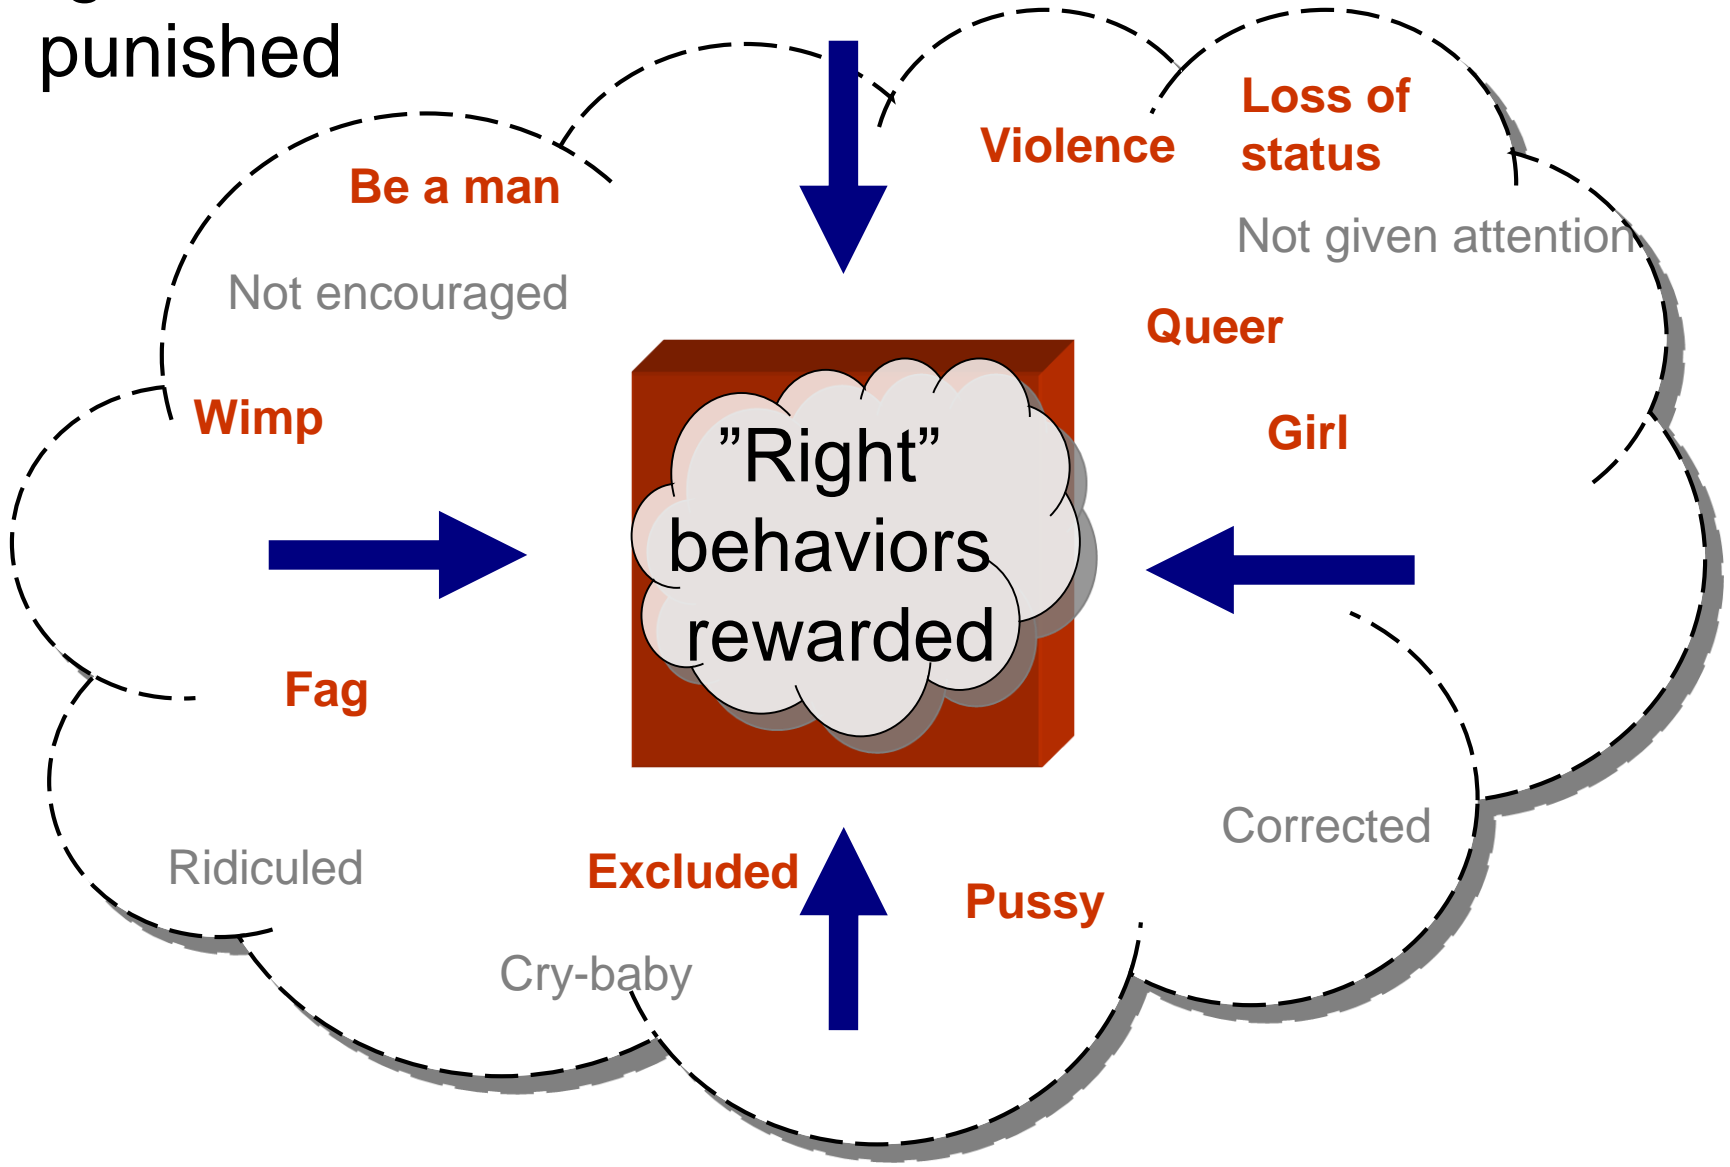 punished
Loss of
status
Violence
Be a man
Not given attention
Not encouraged
Queer
Wimp
Girl
”Right”
behaviors
rewarded
Fag
Corrected
Ridiculed
Excluded
Pussy
Cry-baby